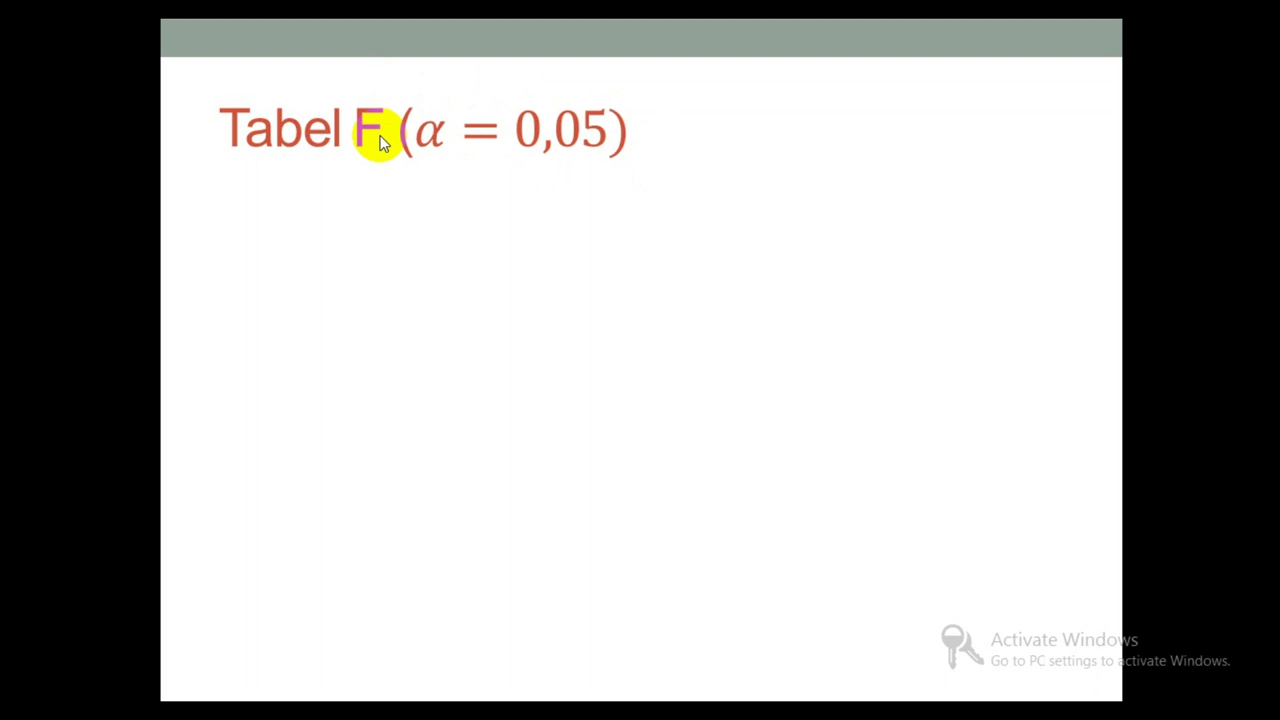 Tabel F (α = 0,05)
Activate Windows
Go to PC settings to activate Windows.